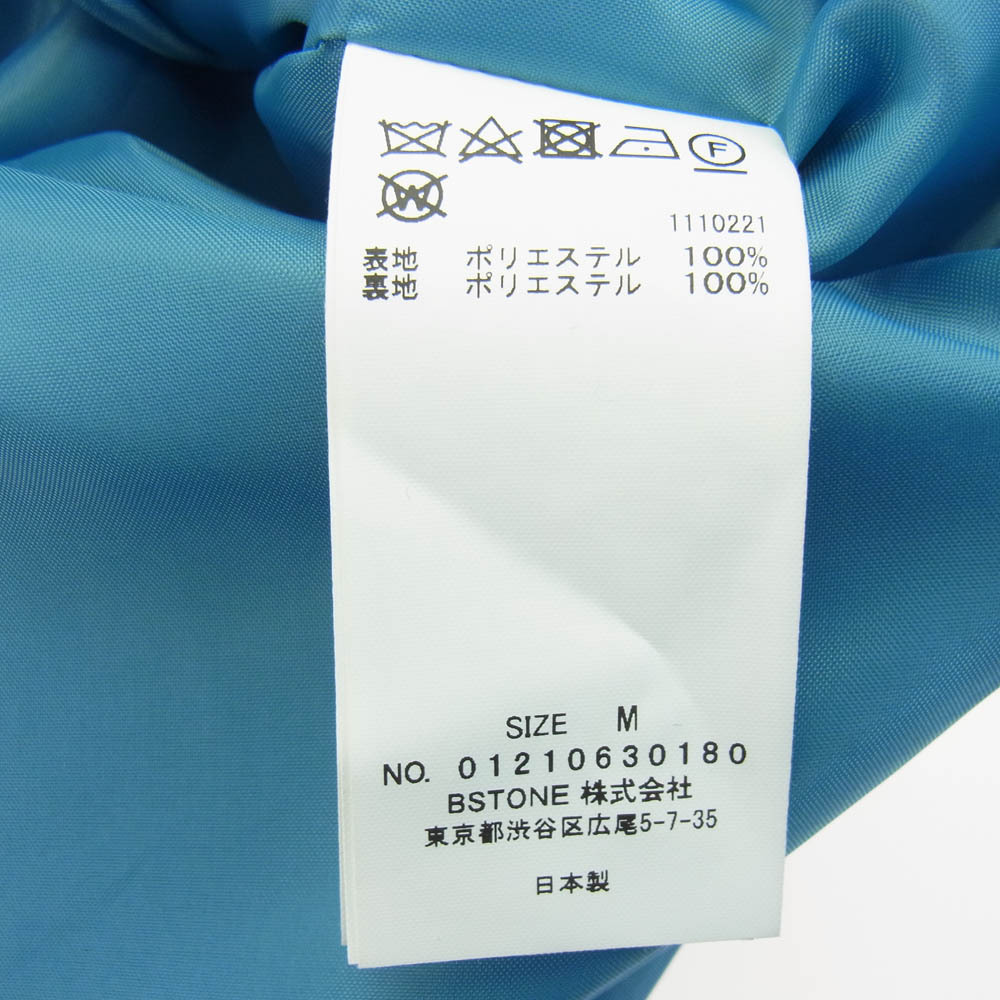 F
W
1110221
表地 ポリエステル 100%
裏地 ポリエステル 100%
SIZE M
NO. 01210630180
BSTONE 株式会社
東京都渋谷区広尾5-7-35
日本製